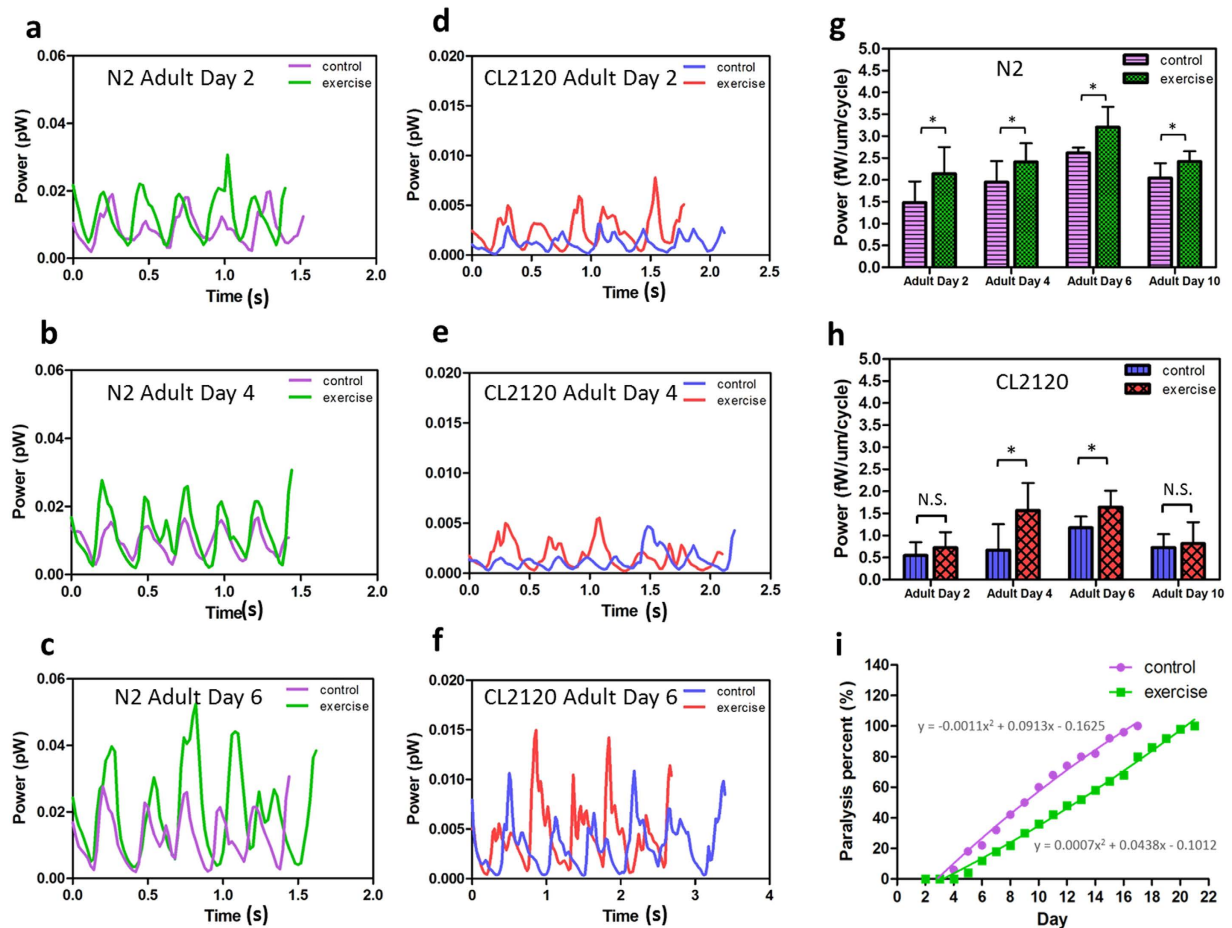 a
N2 Adult Day 2
control
exercise
Power (pW)
0.06
0.04
0.02
0.00
0.0 0.5 1.0 1.5 2.0
Time (s)
b
N2 Adult Day 4
control
exercise
Power (pW)
0.06
0.04
0.02
0.00
0.0 0.5 1.0 1.5 2.0
Time(s)
c
N2 Adult Day 6
control
exercise
Power (pW)
0.06
0.04
0.02
0.00
0.0 0.5 1.0 1.5 2.0
Time (s)
d
CL2120 Adult Day 2
control
exercise
Power (pW)
0.020
0.015
0.010
0.005
0.000
0.0 0.5 1.0 1.5 2.0 2.5
Time (s)
e
CL2120 Adult Day 4
control
exercise
Power (pW)
0.020
0.015
0.010
0.005
0.000
0.0 0.5 1.0 1.5 2.0 2.5
Time (s)
f
CL2120 Adult Day 6
control
exercise
Power (pW)
0.020
0.015
0.010
0.005
0.000
0 1 2 3 4
Time (s)
g
N2
control
exercise
Power (fW/um/cycle)
5.0
4.5
4.0
3.5
3.0
2.5
2.0
1.5
1.0
0.5
0.0
* * * *
Adult Day 2 Adult Day 4 Adult Day 6 Adult Day 10
h
CL2120
control
exercise
Power (fW/um/cycle)
5.0
4.5
4.0
3.5
3.0
2.5
2.0
1.5
1.0
0.5
0.0
N.S. * * N.S.
Adult Day 2 Adult Day 4 Adult Day 6 Adult Day 10
i
control
exercise
Paralysis percent (%)
140
120
100
80
60
40
20
0
y = -0.0011x² + 0.0913x - 0.1625
y = 0.0007x² + 0.0438x - 0.1012
0 2 4 6 8 10 12 14 16 18 20 22
Day